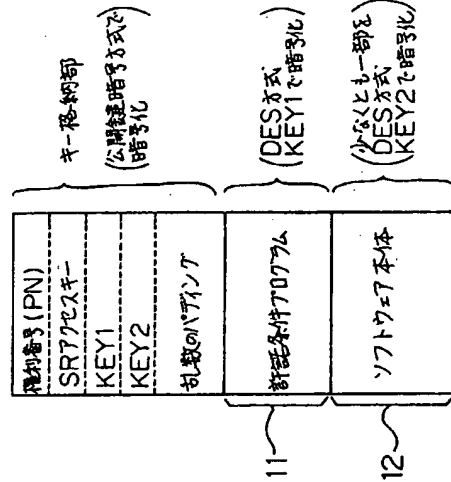 権利番号(PN)
SRアクセスキー
KEY1
KEY2
乱数のパディング
許諾条件プログラム
ソフトウェア本体
キー格納部
(公開鍵暗号方式で
暗号化
(DES方式
KEY1で暗号化)
(少なくとも一部を
DES方式
KEY2で暗号化)
11
12